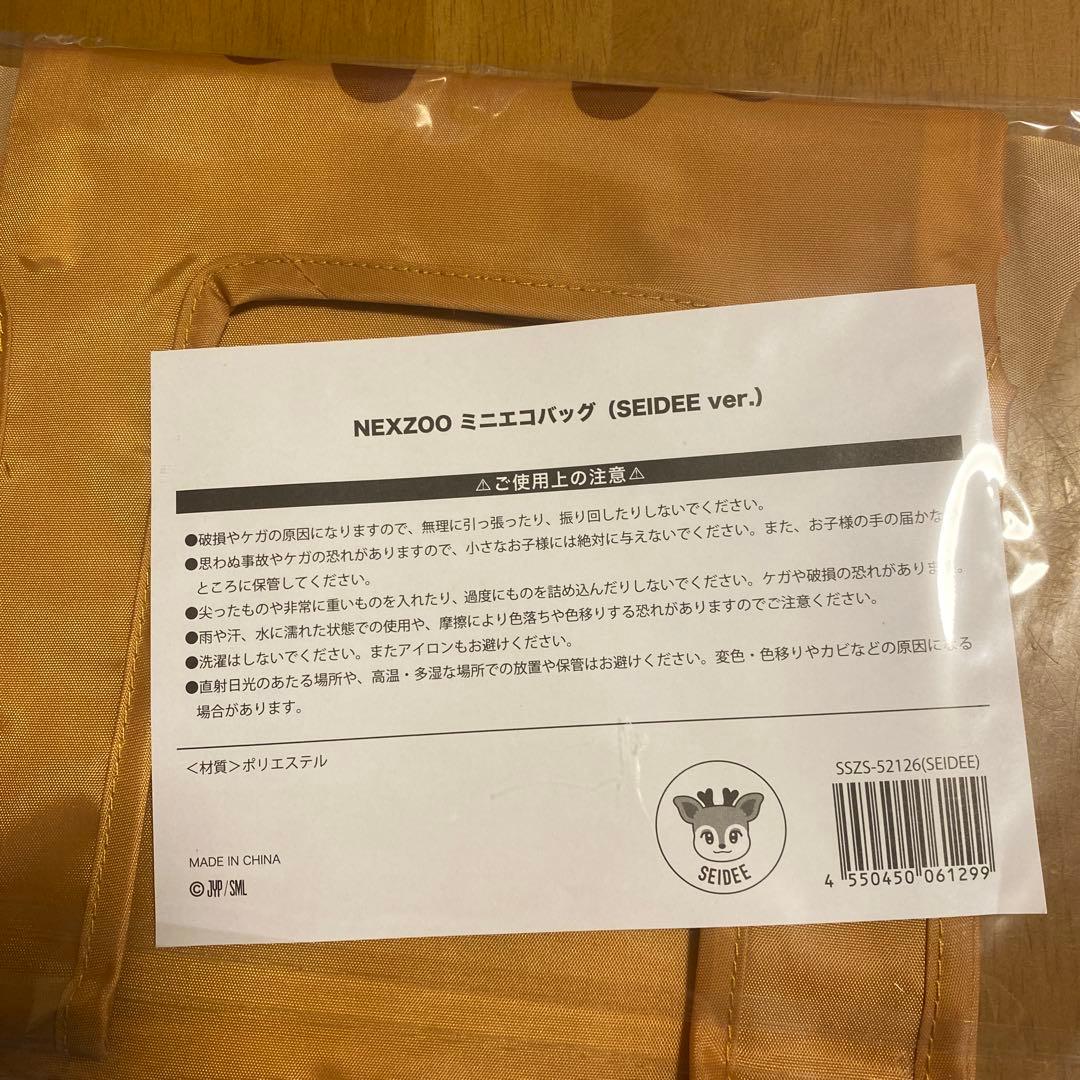 NEXZOO ミニエコバッグ（SEIDEE ver.）
⚠ご使用上の注意⚠
●破損やケガの原因になりますので、無理に引っ張ったり、振り回したりしないでください。
●思わぬ事故やケガの恐れがありますので、小さなお子様には絶対に与えないでください。また、お子様の手の届かな
ところに保管してください。
●尖ったものや非常に重いものを入れたり、過度にものを詰め込んだりしないでください。ケガや破損の恐れがあります。
●雨や汗、水に濡れた状態での使用や、摩擦により色落ちや色移りする恐れがありますのでご注意ください。
●洗濯はしないでください。またアイロンもお避けください。
●直射日光のあたる場所や、高温・多湿な場所での放置や保管はお避けください。変色・色移りやカビなどの原因になる
場合があります。
＜材質＞ポリエステル
SSZS-52126(SEIDEE)
SEIDEE
4 550450 061299
MADE IN CHINA
© JYP / SML